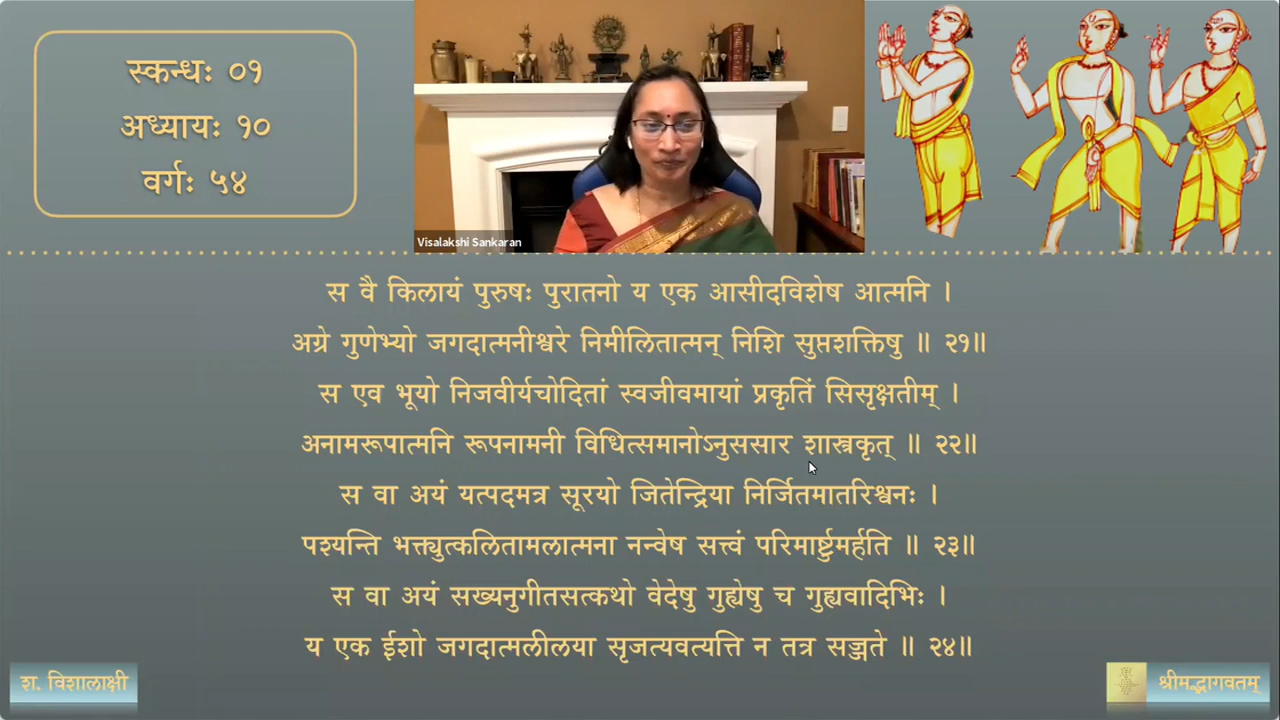 स्कन्धः ०१
अध्यायः १०
वर्गः ५४
Visalakshi Sankaran
स वै किलायं पुरुषः पुरातनो य एक आसीदविशेष आत्मनि ।
अग्रे गुणेभ्यो जगदात्मनीश्वरे निमीलितात्मन् निशि सुप्तशक्तिषु ॥ २१॥
स एव भूयो निजवीर्यचोदितां स्वजीवमायां प्रकृतिं सिसृक्षतीम् ।
अनामरूपात्मनि रूपनामनी विधित्समानोऽनुससार शास्त्रकृत् ॥ २२॥
स वा अयं यत्पदमत्र सूरयो जितेन्द्रिया निर्जितमातरिश्वनः ।
पश्यन्ति भक्त्युत्कलितामलात्मना नन्वेष सत्त्वं परिमार्ष्टुमर्हति ॥ २३॥
स वा अयं सख्यनुगीतसत्कथो वेदेषु गुह्येषु च गुह्यवादिभिः ।
य एक ईशो जगदात्मलीलया सृजत्यवत्यत्ति न तत्र सज्जते ॥ २४॥
श. विशालाक्षी
श्रीमद्भागवतम्